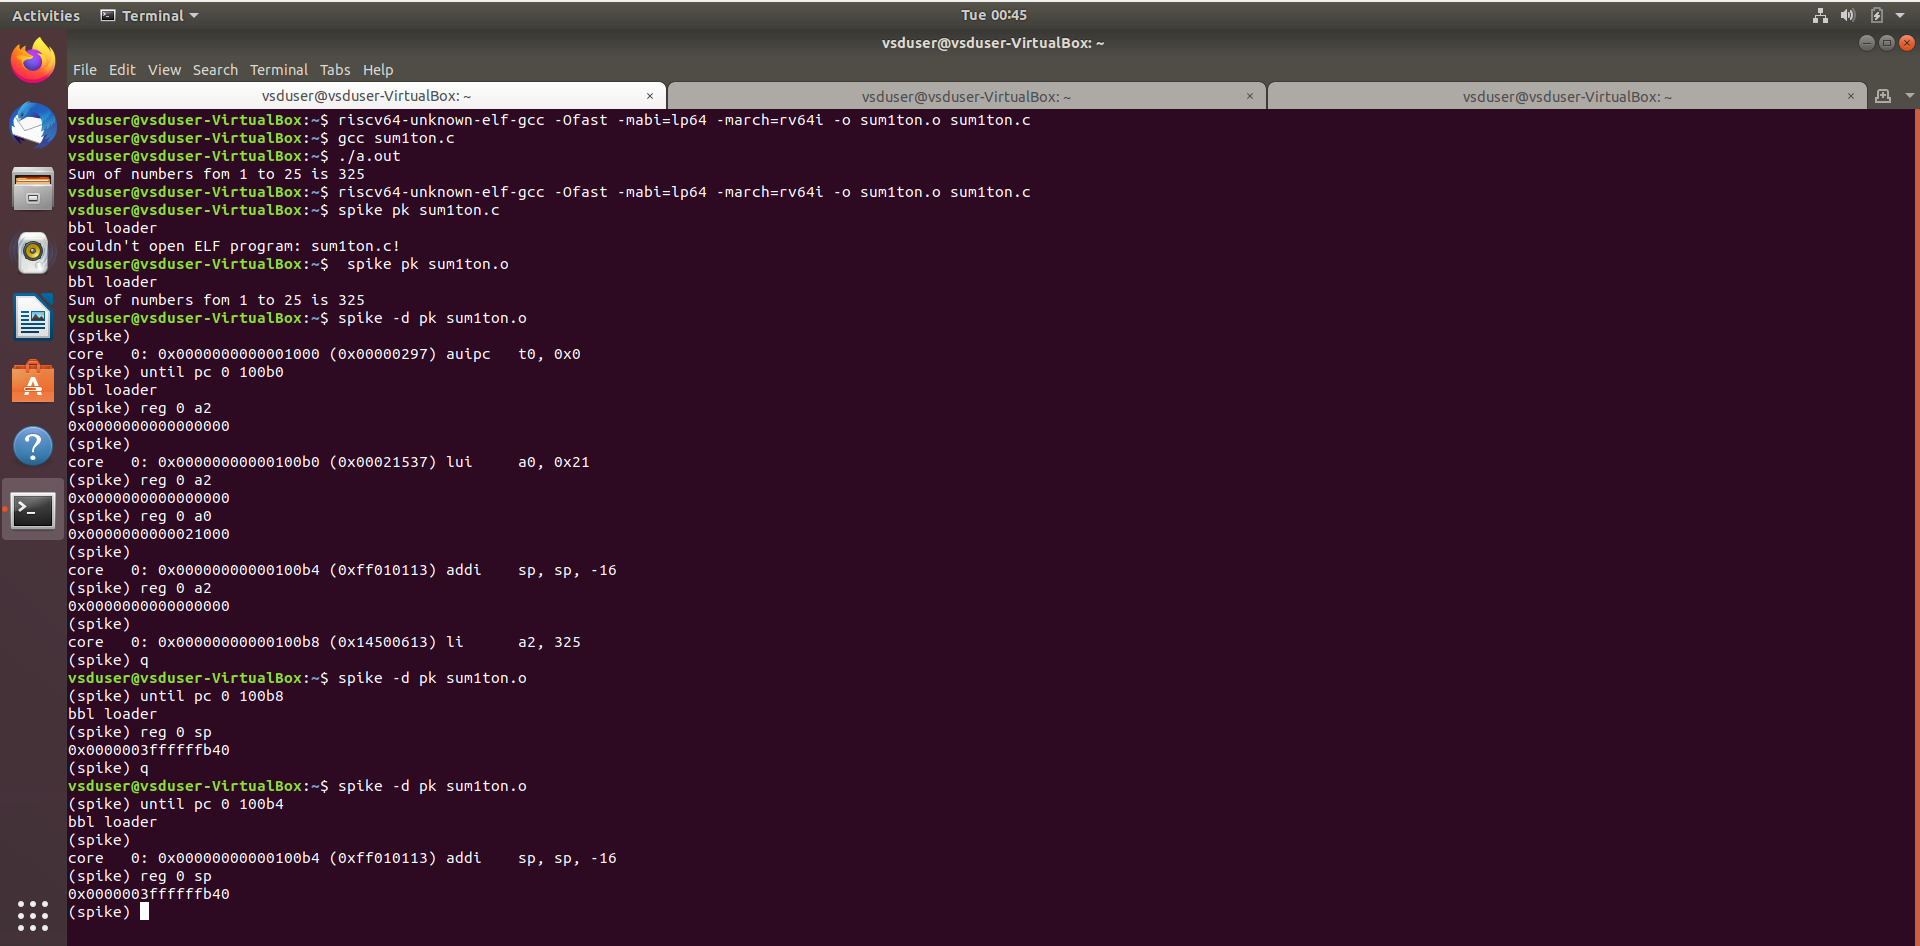 Activities Terminal Tue 00:45
vsduser@vsduser-VirtualBox: ~
File Edit View Search Terminal Tabs Help
vsduser@vsduser-VirtualBox: ~ × vsduser@vsduser-VirtualBox: ~ × vsduser@vsduser-VirtualBox: ~ ×
vsduser@vsduser-VirtualBox:~$ riscv64-unknown-elf-gcc -Ofast -mabi=lp64 -march=rv64i -o sum1ton.o sum1ton.c
vsduser@vsduser-VirtualBox:~$ gcc sum1ton.c
vsduser@vsduser-VirtualBox:~$ ./a.out
Sum of numbers fom 1 to 25 is 325
vsduser@vsduser-VirtualBox:~$ riscv64-unknown-elf-gcc -Ofast -mabi=lp64 -march=rv64i -o sum1ton.o sum1ton.c
vsduser@vsduser-VirtualBox:~$ spike pk sum1ton.c
bbl loader
couldn't open ELF program: sum1ton.c!
vsduser@vsduser-VirtualBox:~$  spike pk sum1ton.o
bbl loader
Sum of numbers fom 1 to 25 is 325
vsduser@vsduser-VirtualBox:~$ spike -d pk sum1ton.o
(spike)
core   0: 0x0000000000001000 (0x00000297) auipc   t0, 0x0
(spike) until pc 0 100b0
bbl loader
(spike) reg 0 a2
0x0000000000000000
(spike)
core   0: 0x00000000000100b0 (0x00021537) lui     a0, 0x21
(spike) reg 0 a2
0x0000000000000000
(spike) reg 0 a0
0x0000000000021000
(spike)
core   0: 0x00000000000100b4 (0xff010113) addi    sp, sp, -16
(spike) reg 0 a2
0x0000000000000000
(spike)
core   0: 0x00000000000100b8 (0x14500613) li      a2, 325
(spike) q
vsduser@vsduser-VirtualBox:~$ spike -d pk sum1ton.o
(spike) until pc 0 100b8
bbl loader
(spike) reg 0 sp
0x0000003ffffffb40
(spike) q
vsduser@vsduser-VirtualBox:~$ spike -d pk sum1ton.o
(spike) until pc 0 100b4
bbl loader
(spike)
core   0: 0x00000000000100b4 (0xff010113) addi    sp, sp, -16
(spike) reg 0 sp
0x0000003ffffffb40
(spike)